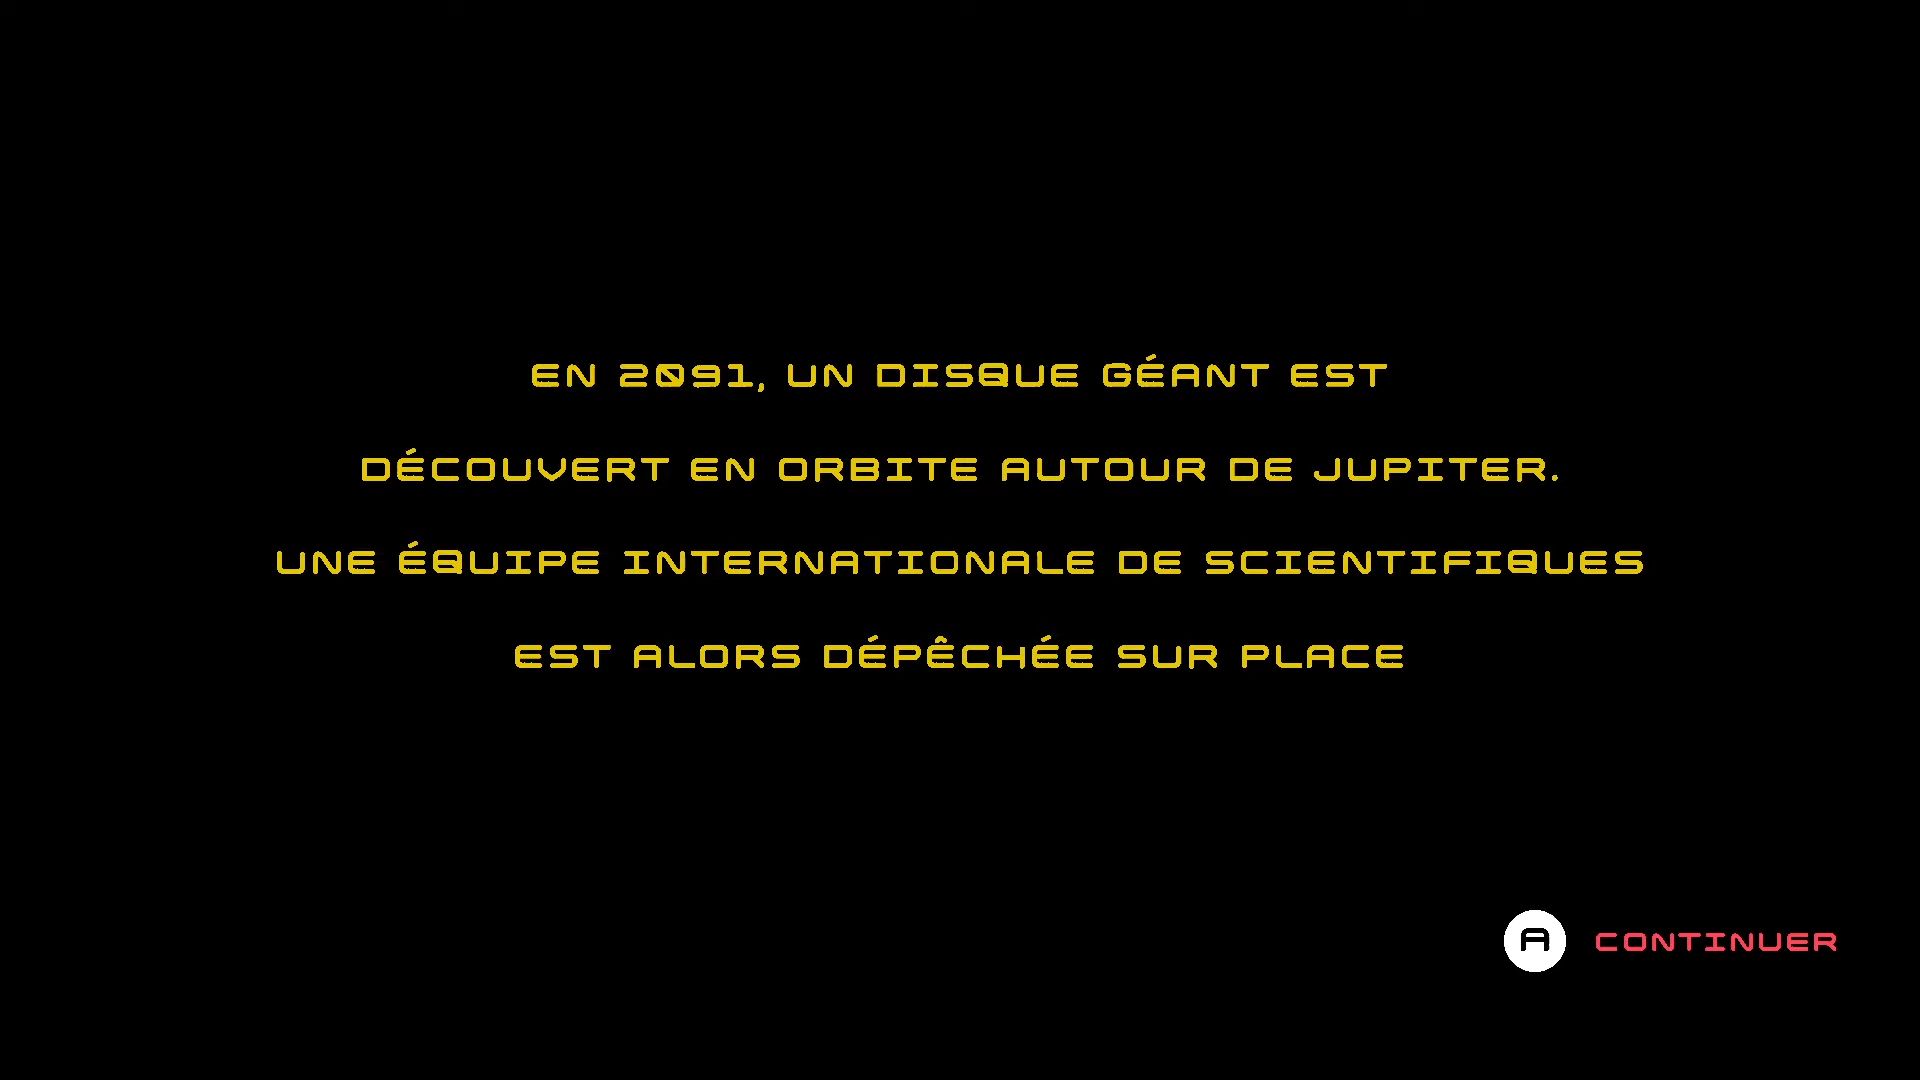 EN 2091, UN DISQUE GÉANT EST
DÉCOUVERT EN ORBITE AUTOUR DE JUPITER.
UNE ÉQUIPE INTERNATIONALE DE SCIENTIFIQUES
EST ALORS DÉPÊCHÉE SUR PLACE
A CONTINUER